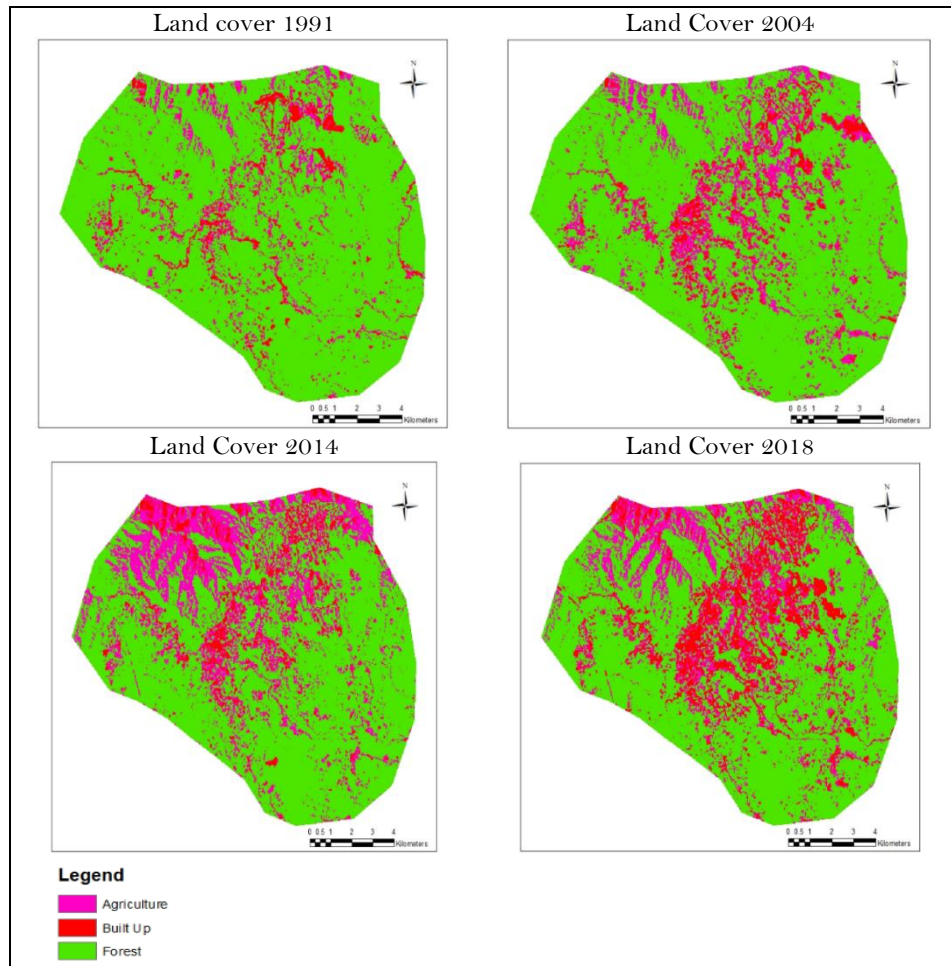 Land cover 1991
Land Cover 2004
N
N
0 0.5 1 2 3 4
Kilometers
0 0.5 1 2 3 4
Kilometers
Land Cover 2014
Land Cover 2018
N
N
0 0.5 1 2 3 4
Kilometers
0 0.5 1 2 3 4
Kilometers
Legend
Agriculture
Built Up
Forest